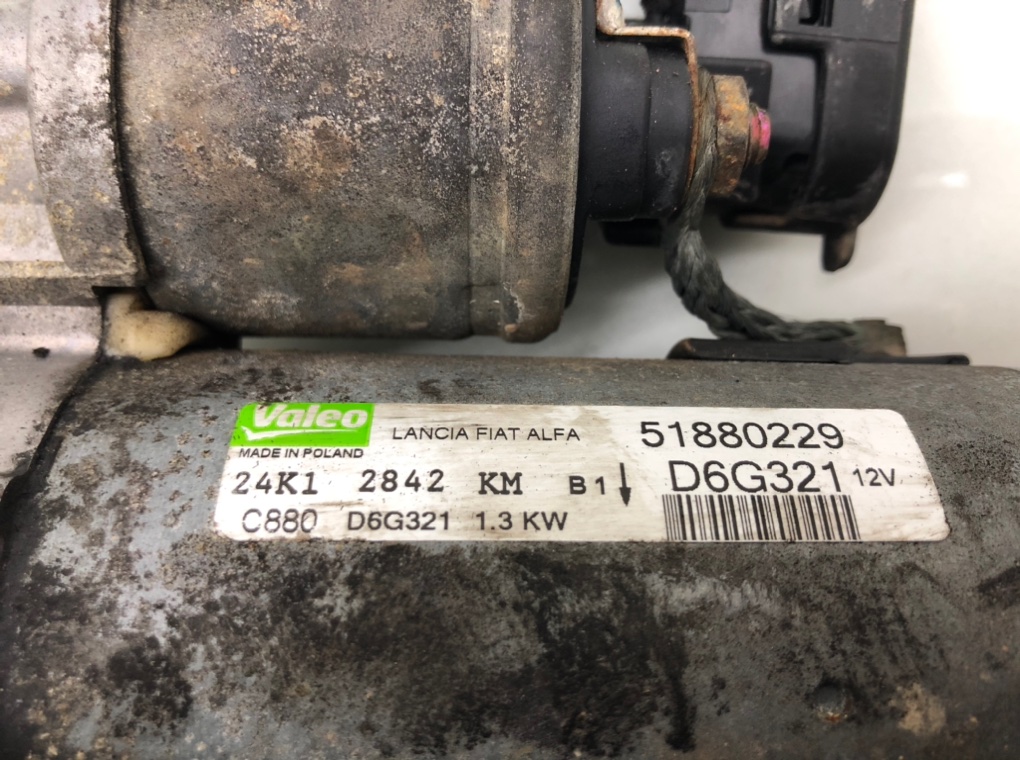 Valeo LANCIA FIAT ALFA 51880229
MADE IN POLAND D6G321 12V
24K1 2842 KM B1
C880 D6G321 1.3 KW